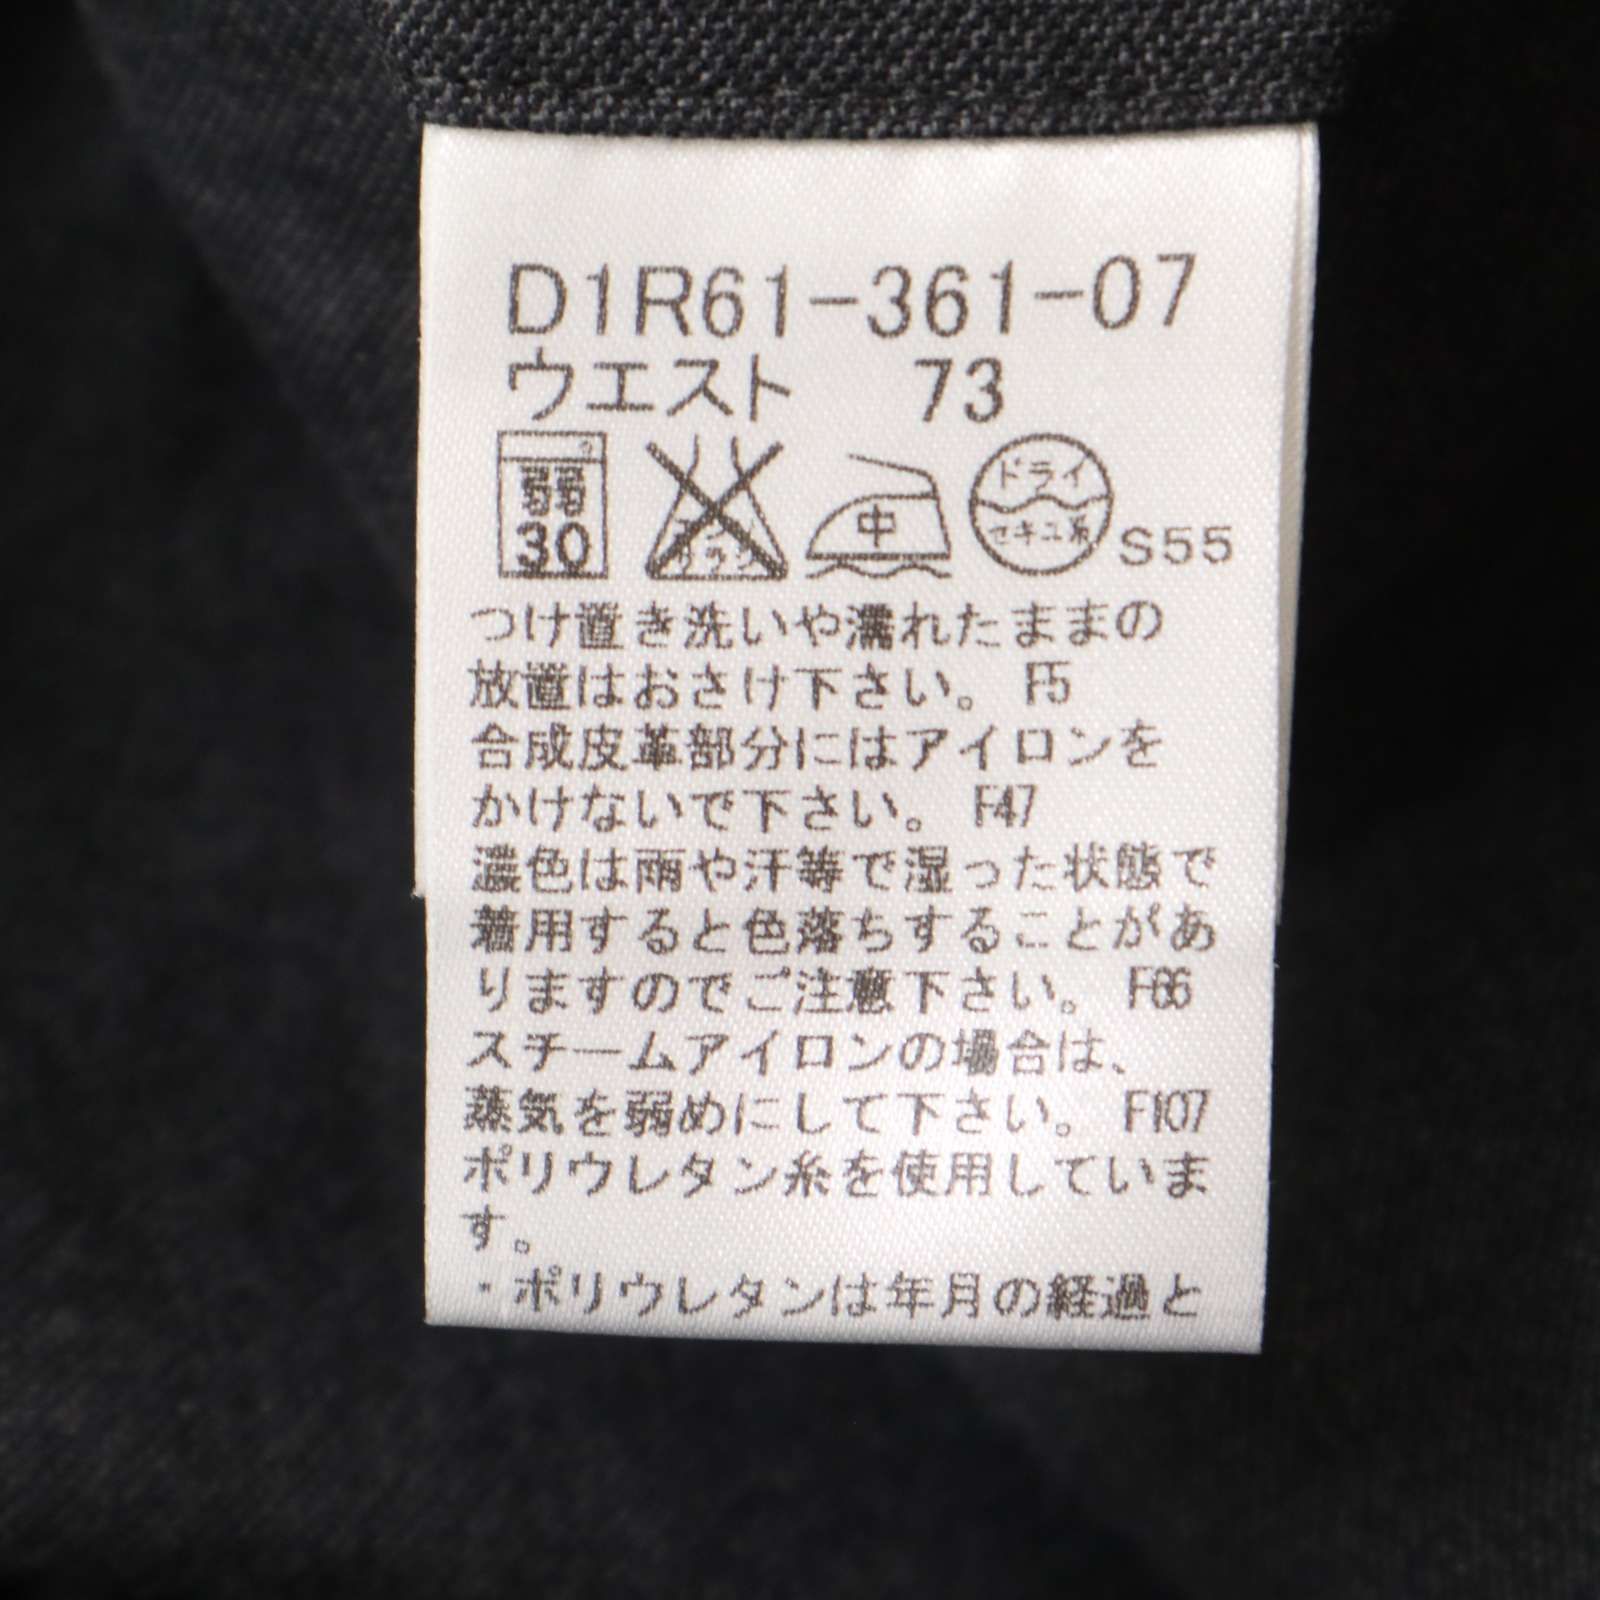 D1R61-361-07
ウエスト 73
弱 30 エンソ サラシ 中 ドライ セキユ系 S55
つけ置き洗いや濡れたままの
放置はおさけ下さい。 F5
合成皮革部分にはアイロンを
かけないで下さい。 F47
濃色は雨や汗等で湿った状態で
着用すると色落ちすることがあ
りますのでご注意下さい。 F66
スチームアイロンの場合は、
蒸気を弱めにして下さい。 F107
ポリウレタン糸を使用していま
す。
・ポリウレタンは年月の経過と